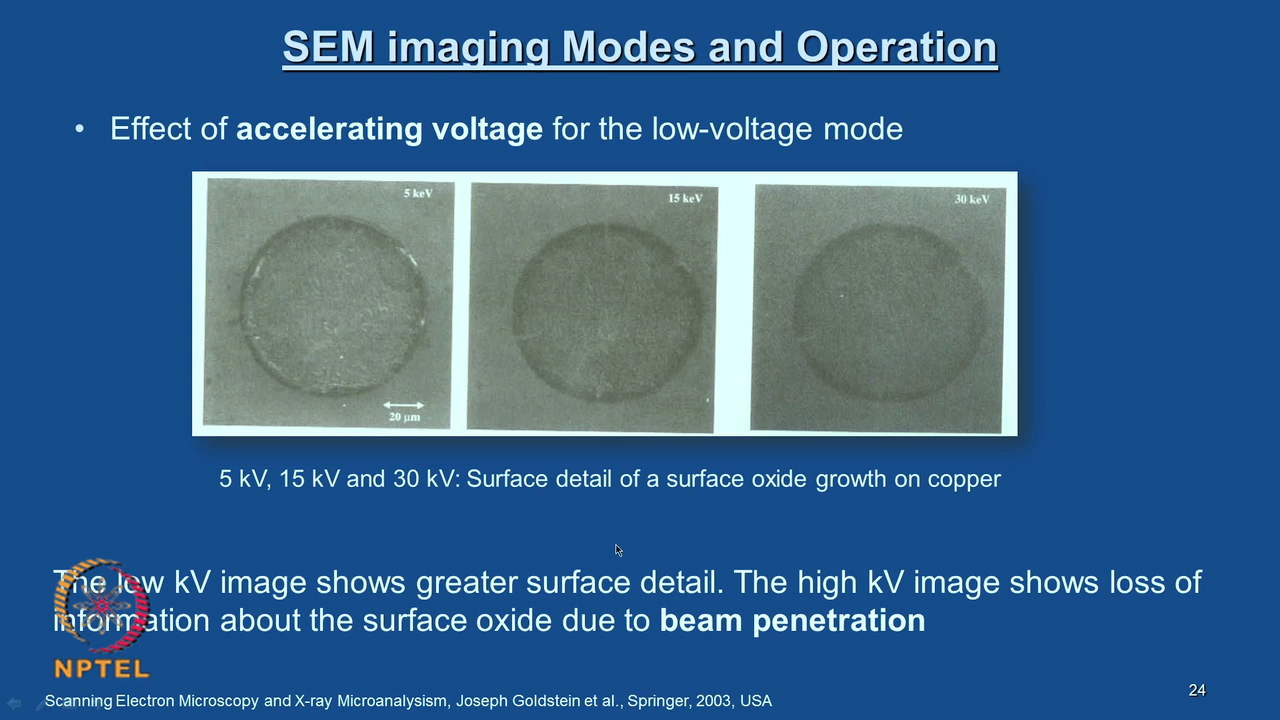 SEM imaging Modes and Operation
• Effect of accelerating voltage for the low-voltage mode
5 keV
15 keV
30 keV
20 µm
5 kV, 15 kV and 30 kV: Surface detail of a surface oxide growth on copper
The low kV image shows greater surface detail. The high kV image shows loss of
information about the surface oxide due to beam penetration
NPTEL
Scanning Electron Microscopy and X-ray Microanalysism, Joseph Goldstein et al., Springer, 2003, USA
24